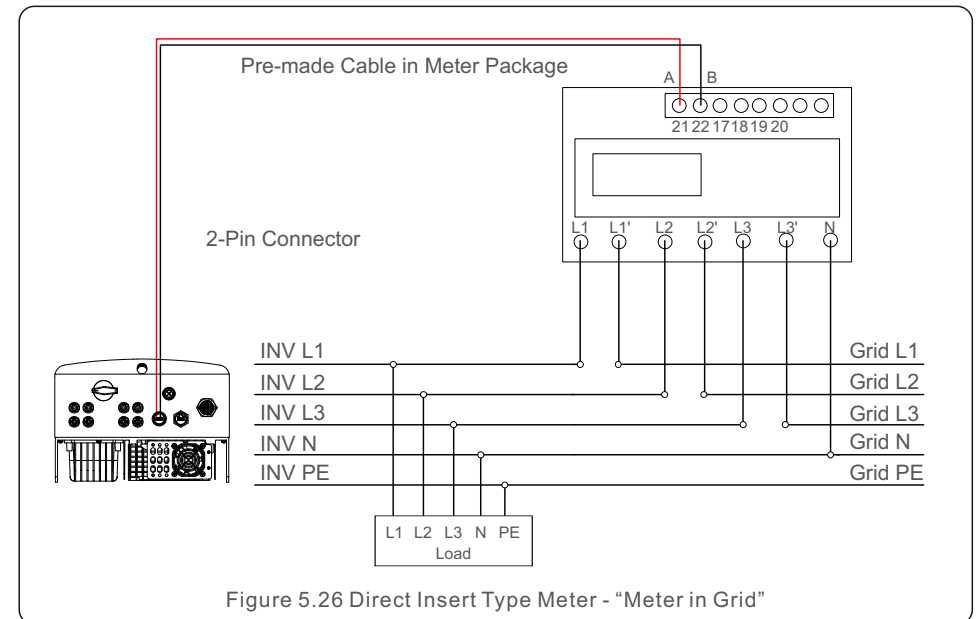 Pre-made Cable in Meter Package
A B
21 22 17 18 19 20
2-Pin Connector
L1 L1' L2 L2' L3 L3' N
INV L1 Grid L1
INV L2 Grid L2
INV L3 Grid L3
INV N Grid N
INV PE Grid PE
L1 L2 L3 N PE
Load
Figure 5.26 Direct Insert Type Meter - “Meter in Grid”